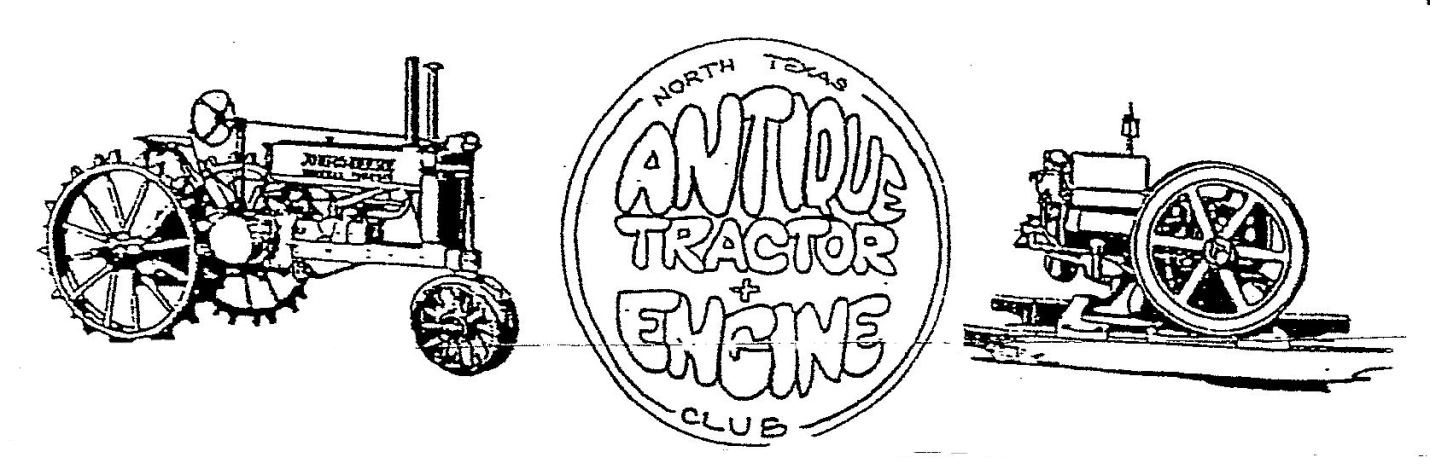 JOHN DEERE
NORTH TEXAS
ANTIQUE
TRACTOR
+
ENGINE
CLUB